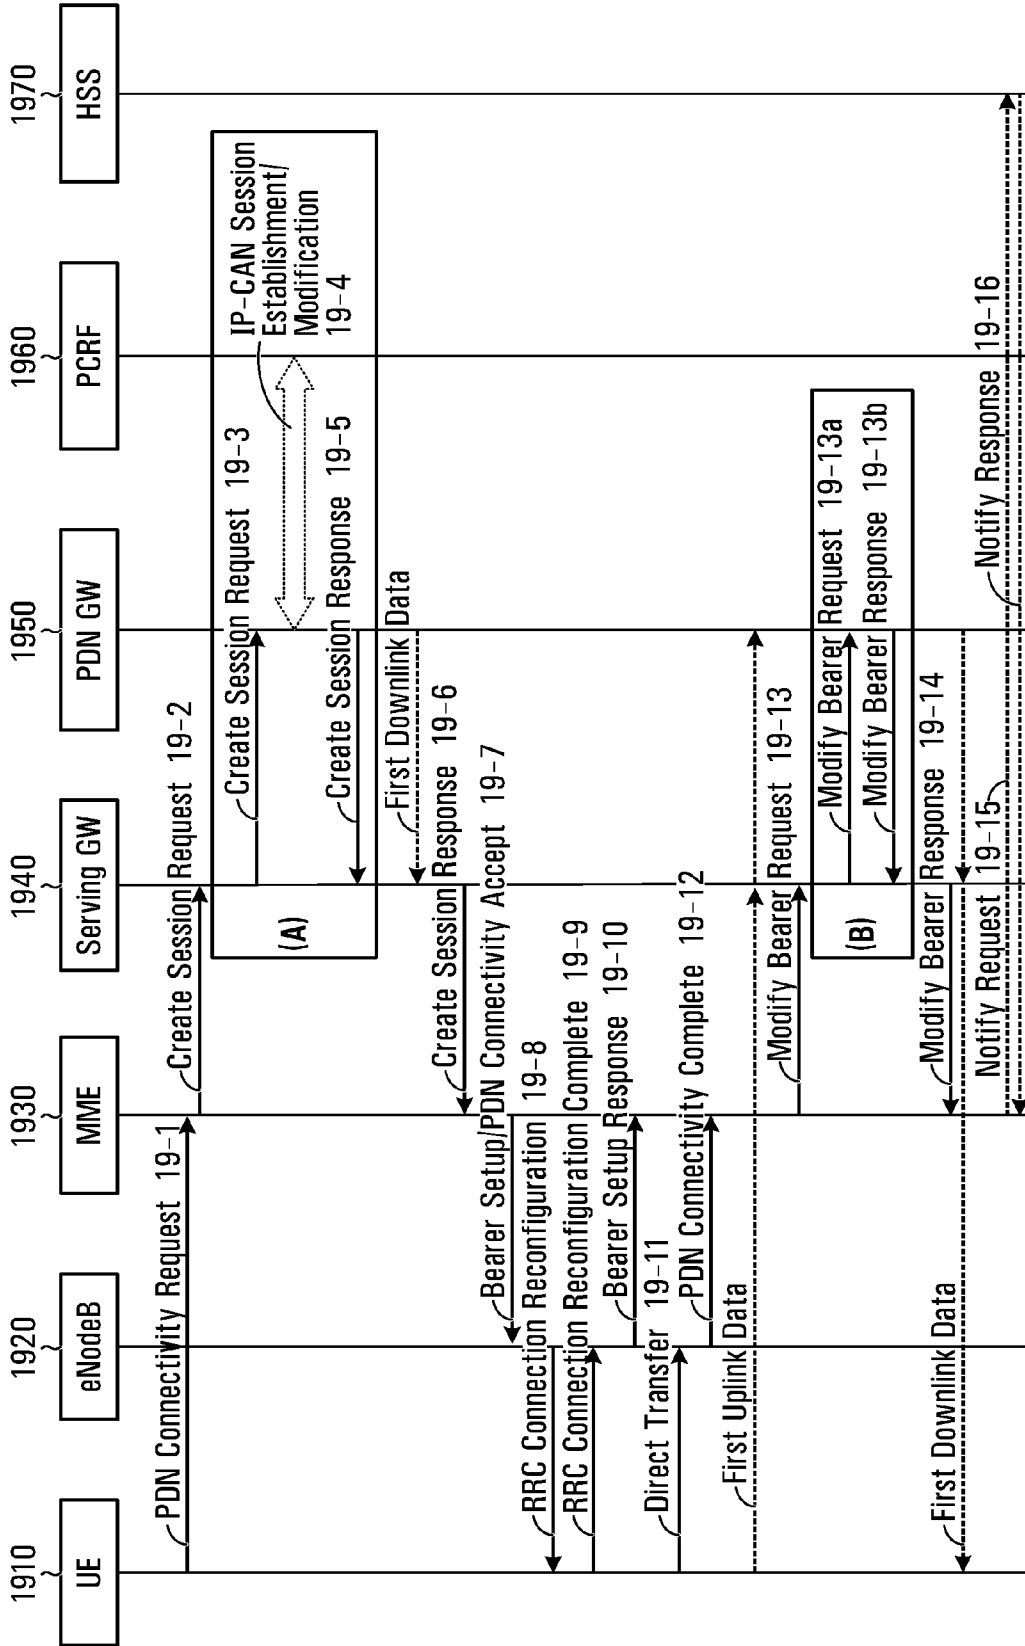 1910
1920
1930
1940
1950
1960
1970
UE
eNodeB
MME
Serving GW
PDN GW
PCRF
HSS
PDN Connectivity Request 19-1
Create Session Request 19-2
(A)
Create Session Request 19-3
IP-CAN Session
Establishment/
Modification
19-4
Create Session Response 19-5
First Downlink Data
Create Session Response 19-6
Bearer Setup/PDN Connectivity Accept 19-7
RRC Connection Reconfiguration 19-8
RRC Connection Reconfiguration Complete 19-9
Bearer Setup Response 19-10
Direct Transfer 19-11
PDN Connectivity Complete 19-12
First Uplink Data
Modify Bearer Request 19-13
(B)
Modify Bearer Request 19-13a
Modify Bearer Response 19-13b
Modify Bearer Response 19-14
First Downlink Data
Notify Request 19-15
Notify Response 19-16